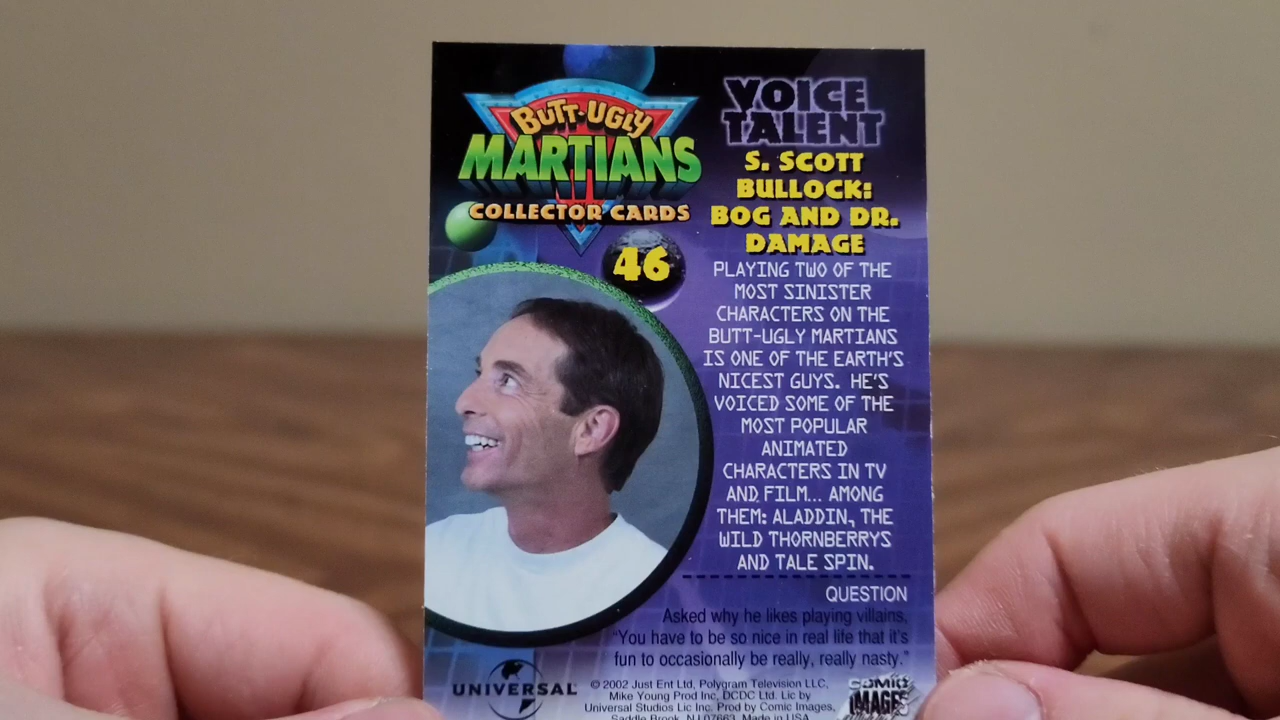 BUTT-UGLY
MARTIANS
COLLECTOR CARDS
46
VOICE
TALENT
S. SCOTT
BULLOCK:
BOG AND DR.
DAMAGE
PLAYING TWO OF THE
MOST SINISTER
CHARACTERS ON THE
BUTT-UGLY MARTIANS
IS ONE OF THE EARTH'S
NICEST GUYS. HE'S
VOICED SOME OF THE
MOST POPULAR
ANIMATED
CHARACTERS IN TV
AND FILM... AMONG
THEM: ALADDIN, THE
WILD THORNBERRYS
AND TALE SPIN.
QUESTION
Asked why he likes playing villains,
"You have to be so nice in real life that it's
fun to occasionally be really, really nasty."
UNIVERSAL
© 2002 Just Ent Ltd, Polygram Television LLC,
Mike Young Prod Inc, DCDC Ltd. Lic by
Universal Studios Lic Inc. Prod by Comic Images,
Saddle Brook, NJ 07663. Made in USA
COMIC
IMAGES